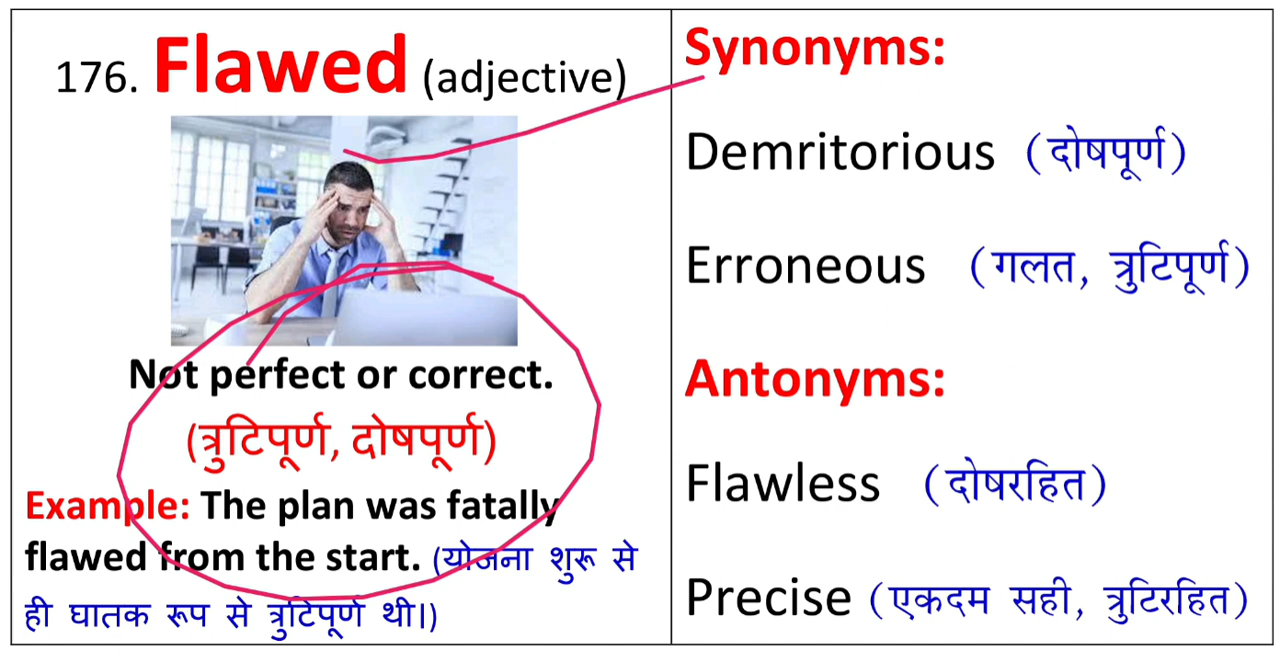 176. Flawed (adjective)
Not perfect or correct.
(त्रुटिपूर्ण, दोषपूर्ण)
Example: The plan was fatally
flawed from the start. (योजना शुरू से
ही घातक रूप से त्रुटिपूर्ण थी।)
Synonyms:
Demritorious (दोषपूर्ण)
Erroneous (गलत, त्रुटिपूर्ण)
Antonyms:
Flawless (दोषरहित)
Precise (एकदम सही, त्रुटिरहित)